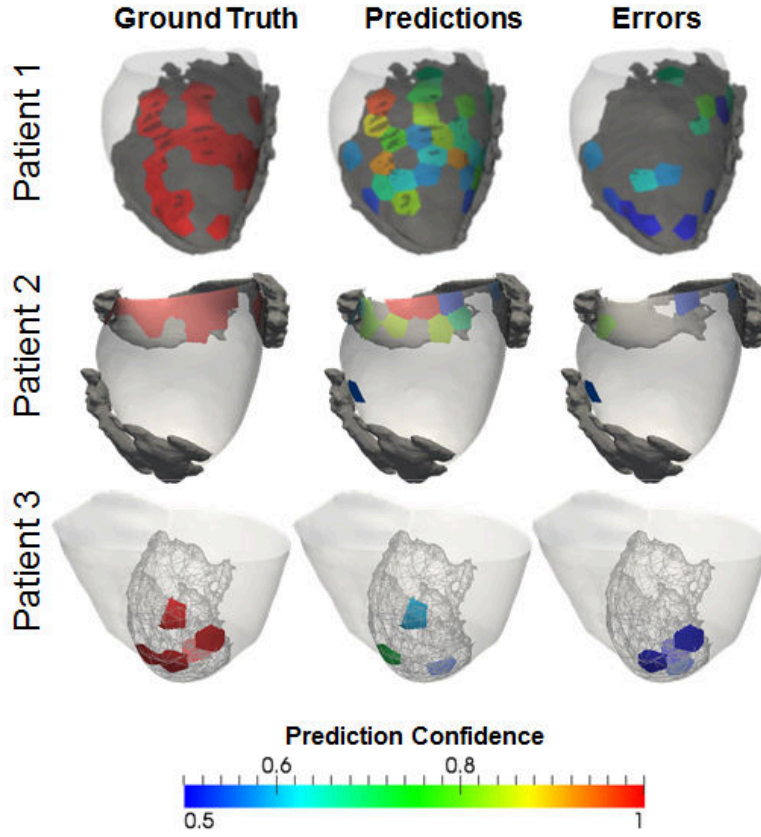 Ground Truth Predictions Errors
Patient 1
Patient 2
Patient 3
Prediction Confidence
0.6 0.8
0.5 1